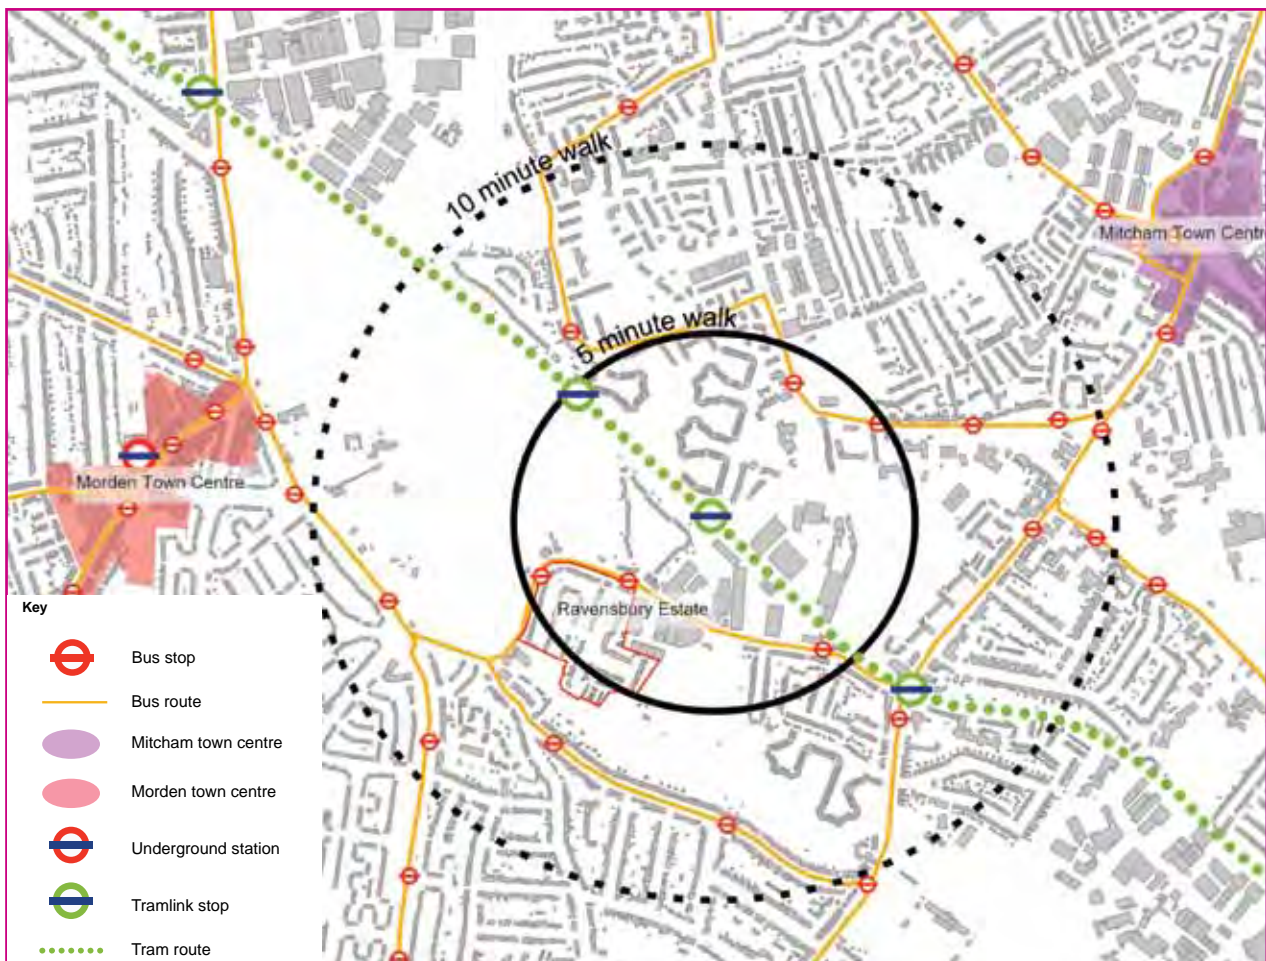 10 minute walk
Mitcham Town Centr
5 minute walk
Morden Town Centre
Ravensbury Estate
Key
Bus stop
Bus route
Mitcham town centre
Morden town centre
Underground station
Tramlink stop
Tram route